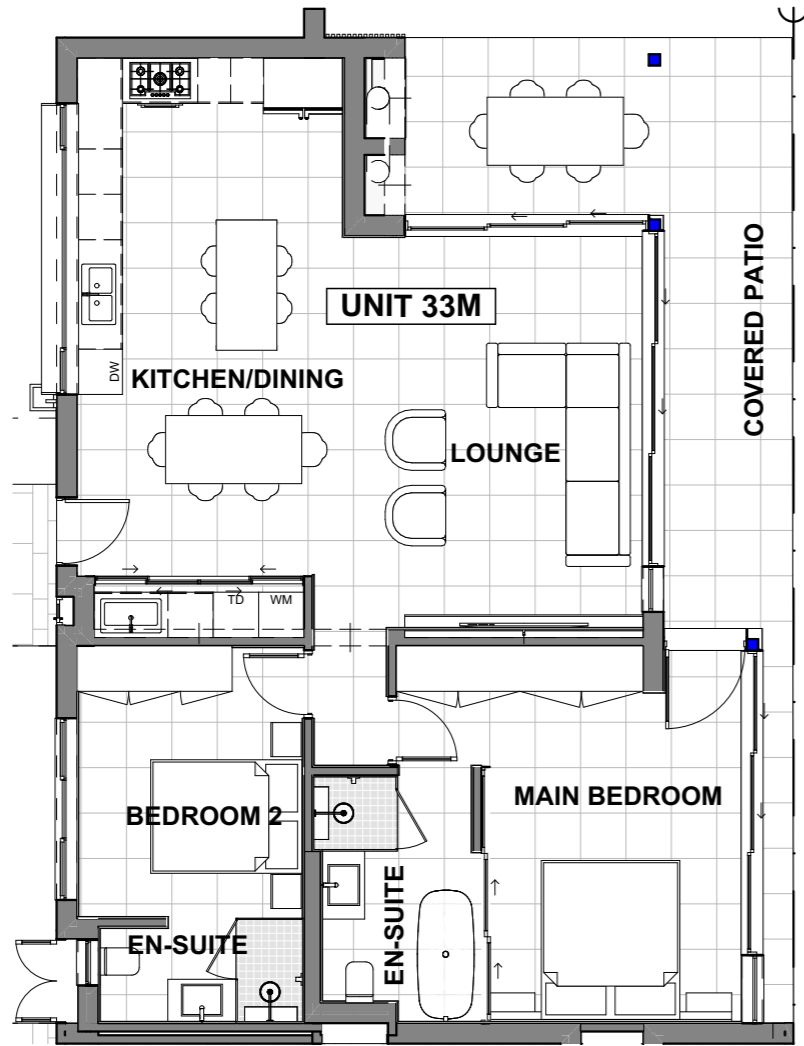 UNIT 33M
COVERED PATIO
DW
KITCHEN/DINING
LOUNGE
TD
WM
BEDROOM 2
MAIN BEDROOM
EN-SUITE
EN-SUITE